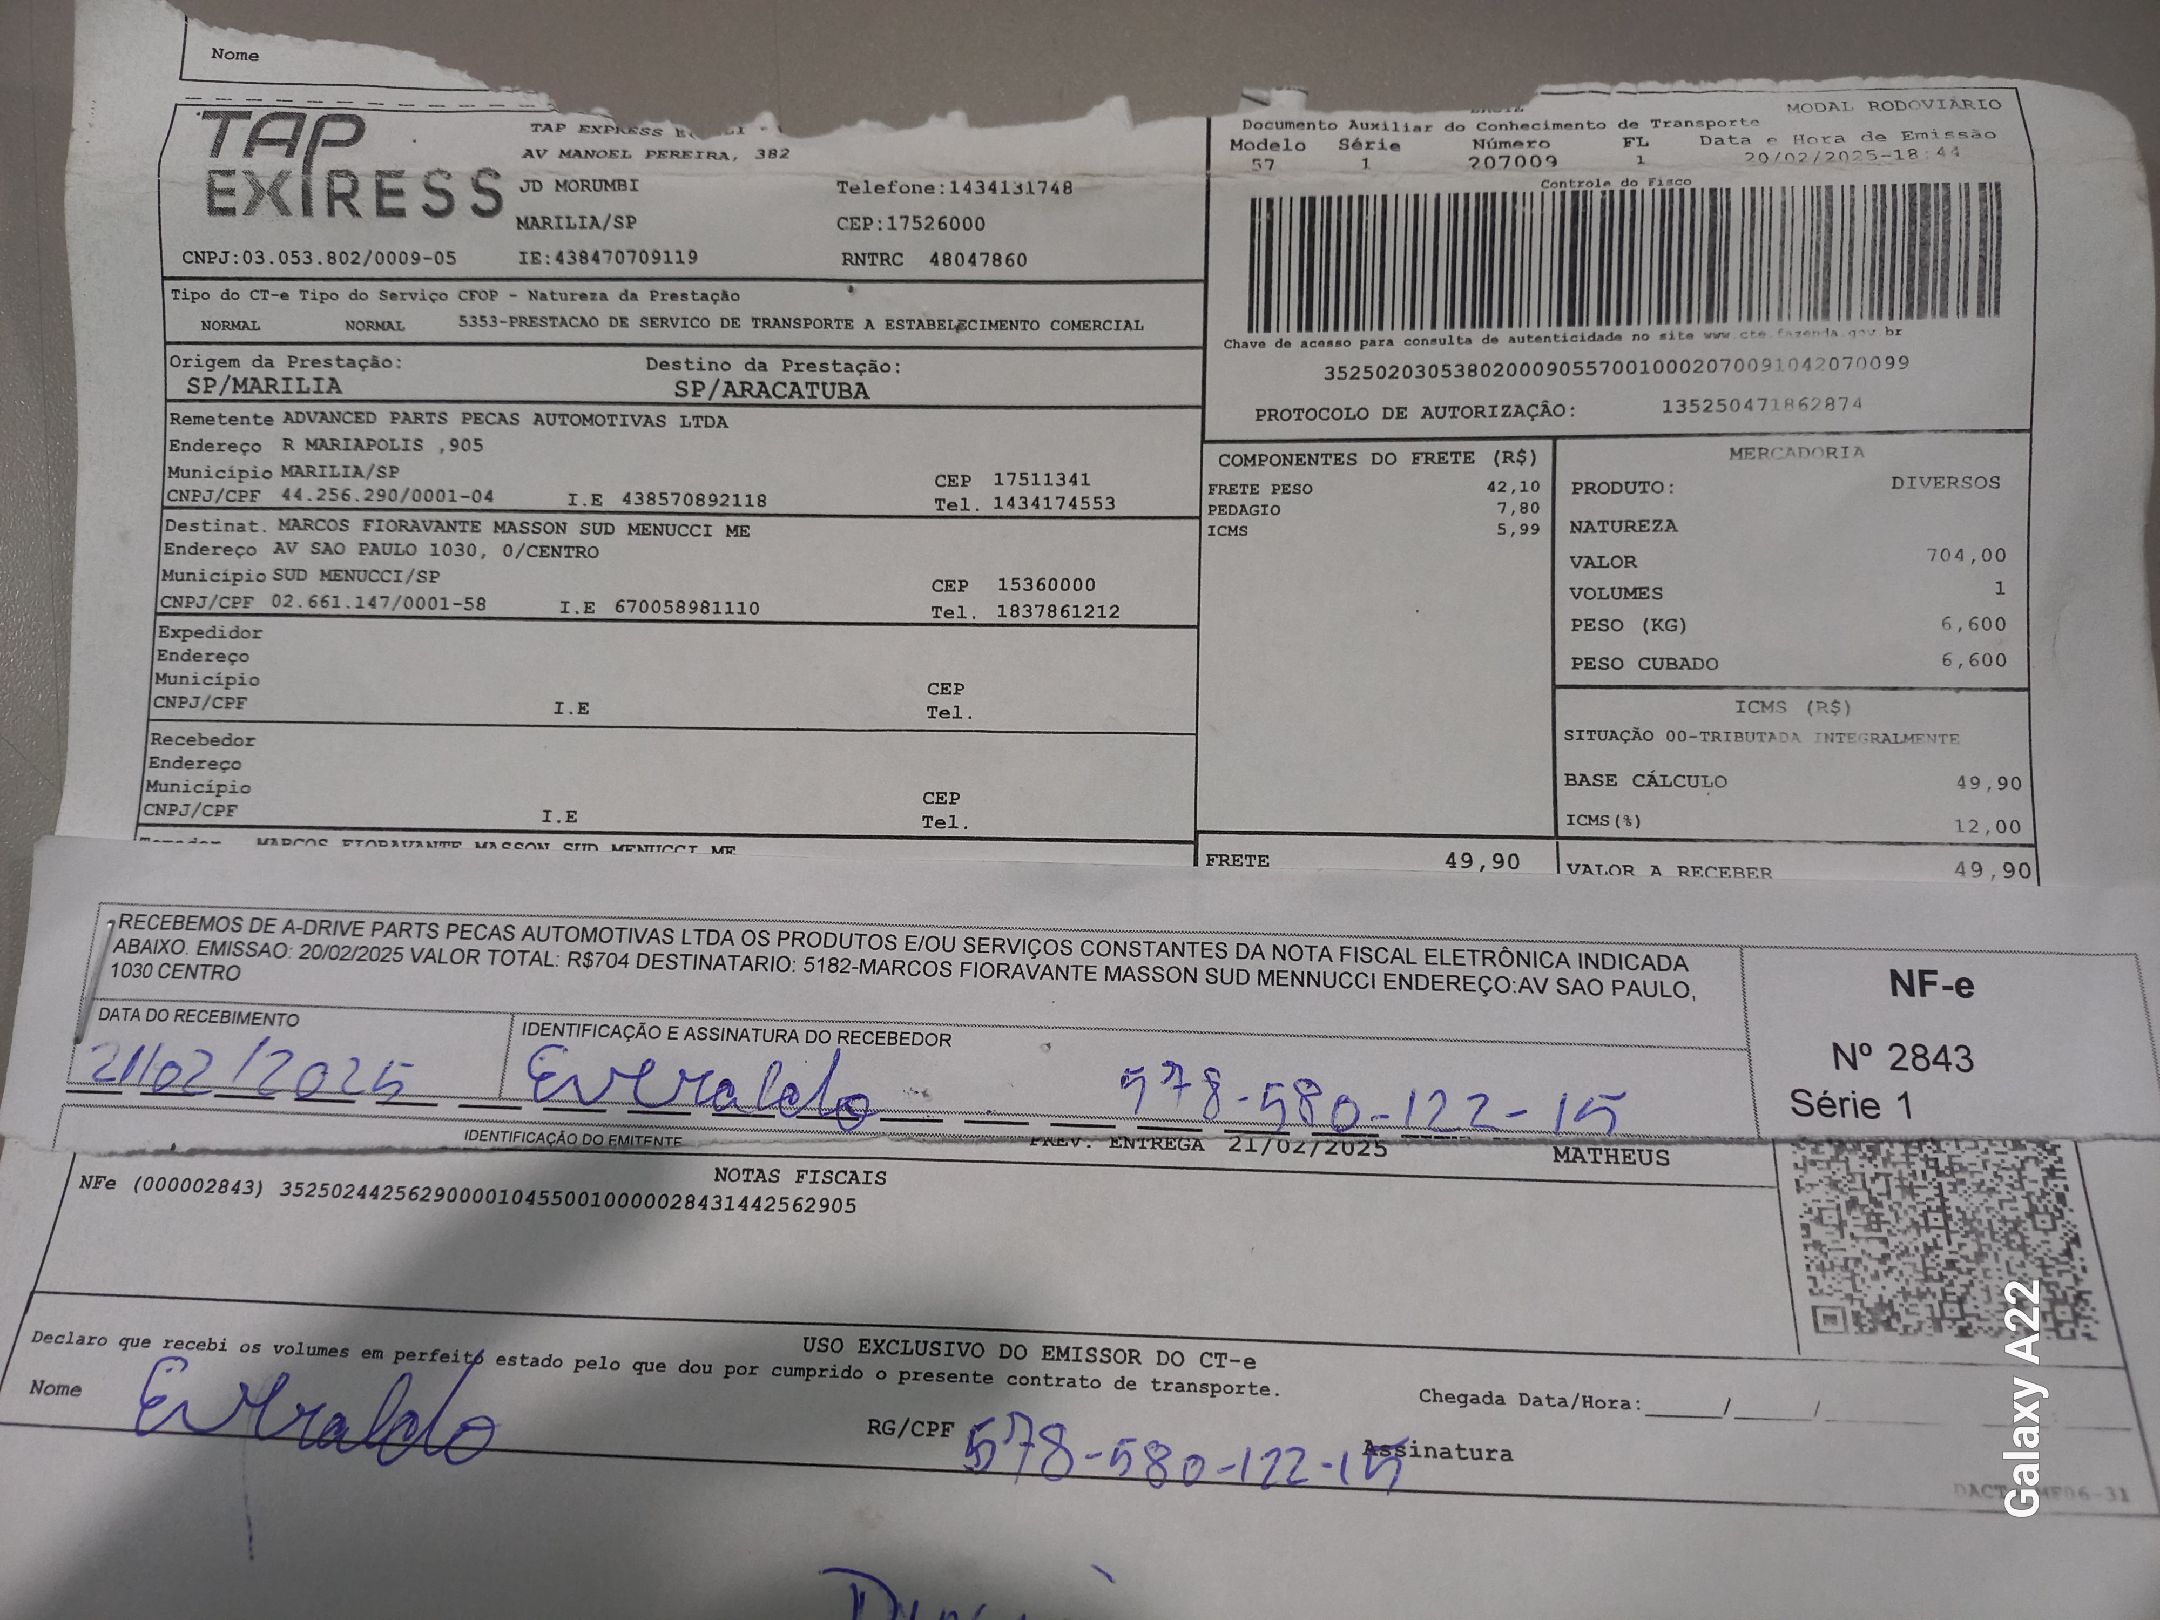 Nome
TAP EXPRESS
TAP EXPRESS
AV MANOEL PEREIRA, 382
JD MORUMBI Telefone:1434131748
MARILIA/SP CEP:17526000
CNPJ:03.053.802/0009-05 IE:438470709119 RNTRC 48047860
MODAL RODOVIÁRIO
Documento Auxiliar do Conhecimento de Transporte
Modelo Série Número FL Data e Hora de Emissão
57 1 207009 1 20/02/2025-18:44
Controle do Fisco
Chave de acesso para consulta de autenticidade no site www.cte.fazenda.gov.br
35250203053802000905570010002070091042070099
PROTOCOLO DE AUTORIZAÇÃO: 135250471862874
Tipo do CT-e Tipo do Serviço CFOP - Natureza da Prestação
NORMAL NORMAL 5353-PRESTACAO DE SERVICO DE TRANSPORTE A ESTABELECIMENTO COMERCIAL
Origem da Prestação: Destino da Prestação:
SP/MARILIA SP/ARACATUBA
Remetente ADVANCED PARTS PECAS AUTOMOTIVAS LTDA
Endereço R MARIAPOLIS ,905
Município MARILIA/SP CEP 17511341
CNPJ/CPF 44.256.290/0001-04 I.E 438570892118 Tel. 1434174553
Destinat. MARCOS FIORAVANTE MASSON SUD MENUCCI ME
Endereço AV SAO PAULO 1030, 0/CENTRO
Município SUD MENUCCI/SP CEP 15360000
CNPJ/CPF 02.661.147/0001-58 I.E 670058981110 Tel. 1837861212
Expedidor
Endereço
Município CEP
CNPJ/CPF I.E Tel.
Recebedor
Endereço
Município CEP
CNPJ/CPF I.E Tel.
Tomador MARCOS FIORAVANTE MASSON SUD MENUCCI ME
COMPONENTES DO FRETE (R$)
FRETE PESO 42,10
PEDAGIO 7,80
ICMS 5,99
FRETE 49,90
MERCADORIA
PRODUTO: DIVERSOS
NATUREZA
VALOR 704,00
VOLUMES 1
PESO (KG) 6,600
PESO CUBADO 6,600
ICMS (R$)
SITUAÇÃO 00-TRIBUTADA INTEGRALMENTE
BASE CÁLCULO 49,90
ICMS(%) 12,00
VALOR A RECEBER 49,90
RECEBEMOS DE A-DRIVE PARTS PECAS AUTOMOTIVAS LTDA OS PRODUTOS E/OU SERVIÇOS CONSTANTES DA NOTA FISCAL ELETRÔNICA INDICADA
ABAIXO. EMISSAO: 20/02/2025 VALOR TOTAL: R$704 DESTINATARIO: 5182-MARCOS FIORAVANTE MASSON SUD MENNUCCI ENDEREÇO:AV SAO PAULO,
1030 CENTRO
NF-e
Nº 2843
Série 1
DATA DO RECEBIMENTO IDENTIFICAÇÃO E ASSINATURA DO RECEBEDOR
21/02/2025 Everaldo 578-580-122-15
IDENTIFICAÇÃO DO EMITENTE PREV. ENTREGA 21/02/2025 MATHEUS
NOTAS FISCAIS
NFe (000002843) 35250244256290000104550010000028431442562905
USO EXCLUSIVO DO EMISSOR DO CT-e
Declaro que recebi os volumes em perfeito estado pelo que dou por cumprido o presente contrato de transporte.
Nome Everaldo RG/CPF 578-580-122-15 Chegada Data/Hora:_____/_____/
Assinatura
Galaxy A22